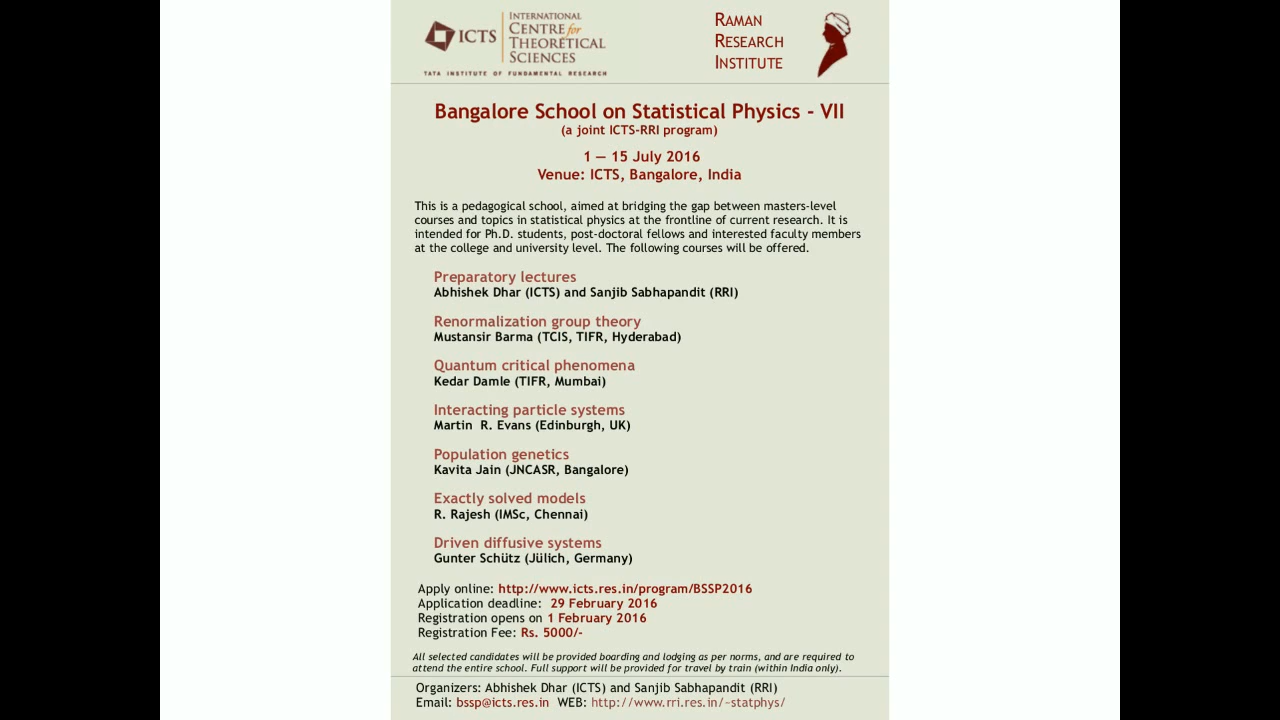 ICTS
INTERNATIONAL
CENTRE for
THEORETICAL
SCIENCES
TATA INSTITUTE OF FUNDAMENTAL RESEARCH
RAMAN
RESEARCH
INSTITUTE
Bangalore School on Statistical Physics - VII
(a joint ICTS-RRI program)
1 — 15 July 2016
Venue: ICTS, Bangalore, India
This is a pedagogical school, aimed at bridging the gap between masters-level
courses and topics in statistical physics at the frontline of current research. It is
intended for Ph.D. students, post-doctoral fellows and interested faculty members
at the college and university level. The following courses will be offered.
Preparatory lectures
Abhishek Dhar (ICTS) and Sanjib Sabhapandit (RRI)
Renormalization group theory
Mustansir Barma (TCIS, TIFR, Hyderabad)
Quantum critical phenomena
Kedar Damle (TIFR, Mumbai)
Interacting particle systems
Martin R. Evans (Edinburgh, UK)
Population genetics
Kavita Jain (JNCASR, Bangalore)
Exactly solved models
R. Rajesh (IMSc, Chennai)
Driven diffusive systems
Gunter Schütz (Jülich, Germany)
Apply online: http://www.icts.res.in/program/BSSP2016
Application deadline: 29 February 2016
Registration opens on 1 February 2016
Registration Fee: Rs. 5000/-
All selected candidates will be provided boarding and lodging as per norms, and are required to
attend the entire school. Full support will be provided for travel by train (within India only).
Organizers: Abhishek Dhar (ICTS) and Sanjib Sabhapandit (RRI)
Email: bssp@icts.res.in WEB: http://www.rri.res.in/~statphys/